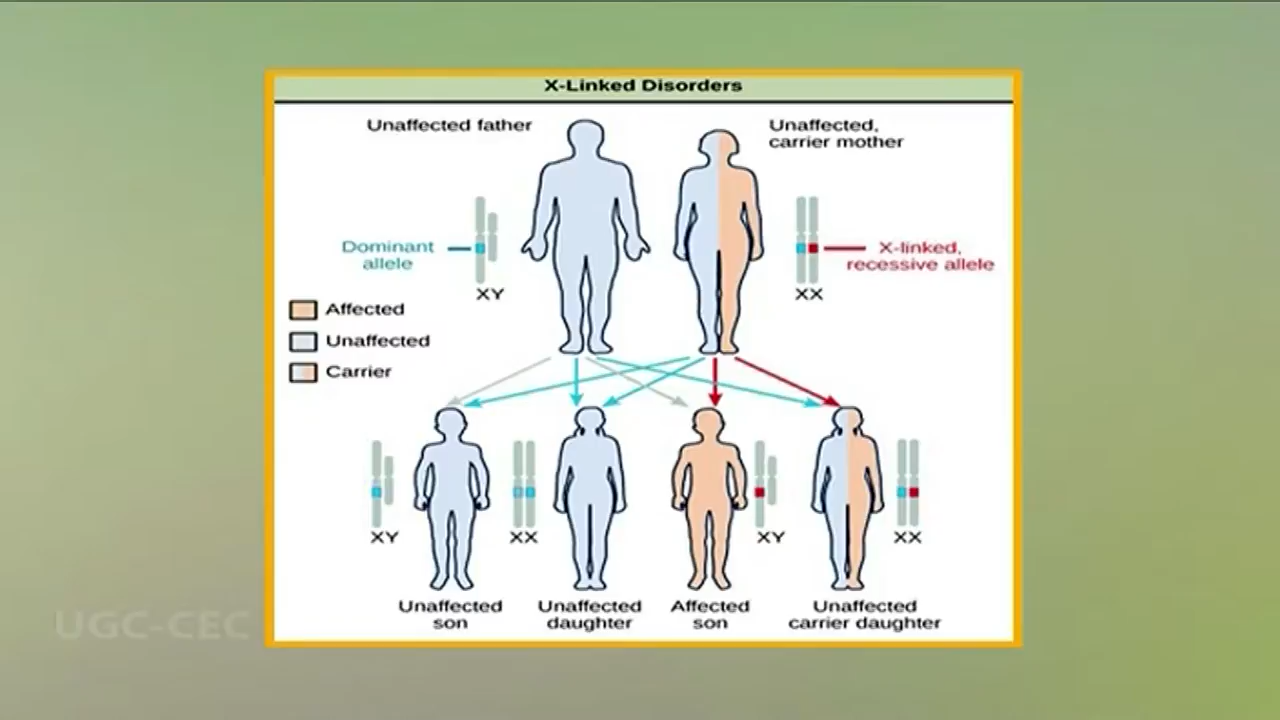 X-Linked Disorders
Unaffected father
Unaffected,
carrier mother
Dominant
allele
X-linked,
recessive allele
XY
XX
Affected
Unaffected
Carrier
XY
XX
XY
XX
Unaffected
son
Unaffected
daughter
Affected
son
Unaffected
carrier daughter
UGC-CEC